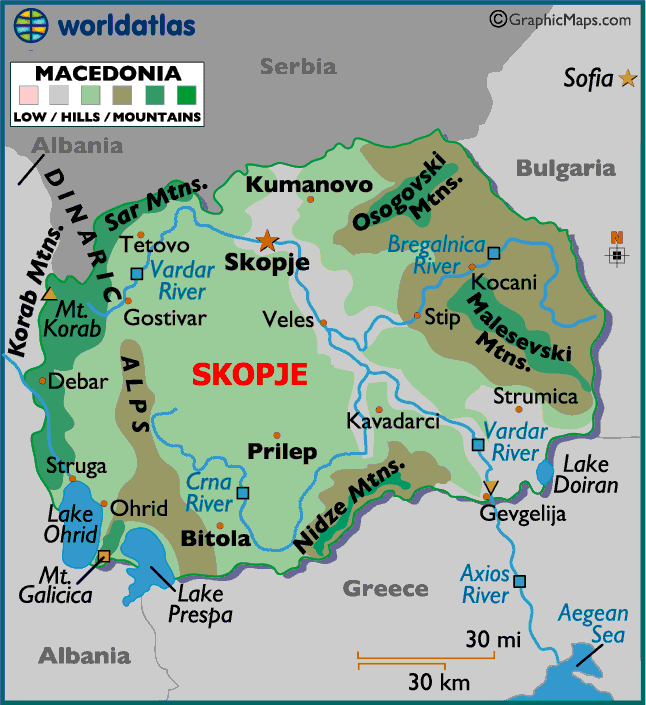 worldatlas
©GraphicMaps.com
MACEDONIA
LOW / HILLS / MOUNTAINS
Serbia
Sofia
Albania
Bulgaria
DINARIC
ALPS
Sar Mtns.
Kumanovo
Osogovski
Mtns.
N
Korab Mtns.
Tetovo
Skopje
Bregalnica
River
Vardar
River
Kocani
Mt.
Korab
Gostivar
Veles
Stip
Malesevski
Mtns.
SKOPJE
Debar
Strumica
Kavadarci
Prilep
Vardar
River
Struga
Crna
River
Nidze Mtns.
Lake
Doiran
Lake
Ohrid
Ohrid
Bitola
Gevgelija
Mt.
Galicica
Lake
Prespa
Greece
Axios
River
Aegean
Sea
Albania
30 mi
30 km